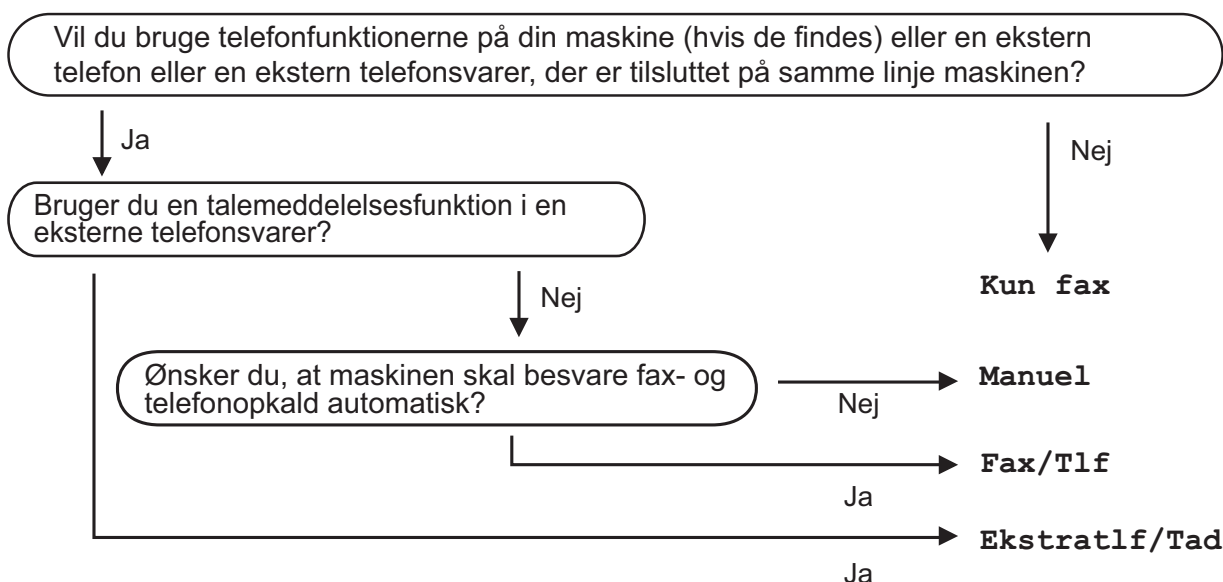 Vil du bruge telefonfunktionerne på din maskine (hvis de findes) eller en ekstern
telefon eller en ekstern telefonsvarer, der er tilsluttet på samme linje maskinen?
Ja
Nej
Bruger du en talemeddelelsesfunktion i en
eksterne telefonsvarer?
Kun fax
Nej
Ønsker du, at maskinen skal besvare fax- og
telefonopkald automatisk?
Manuel
Nej
Fax/Tlf
Ja
Ekstratlf/Tad
Ja